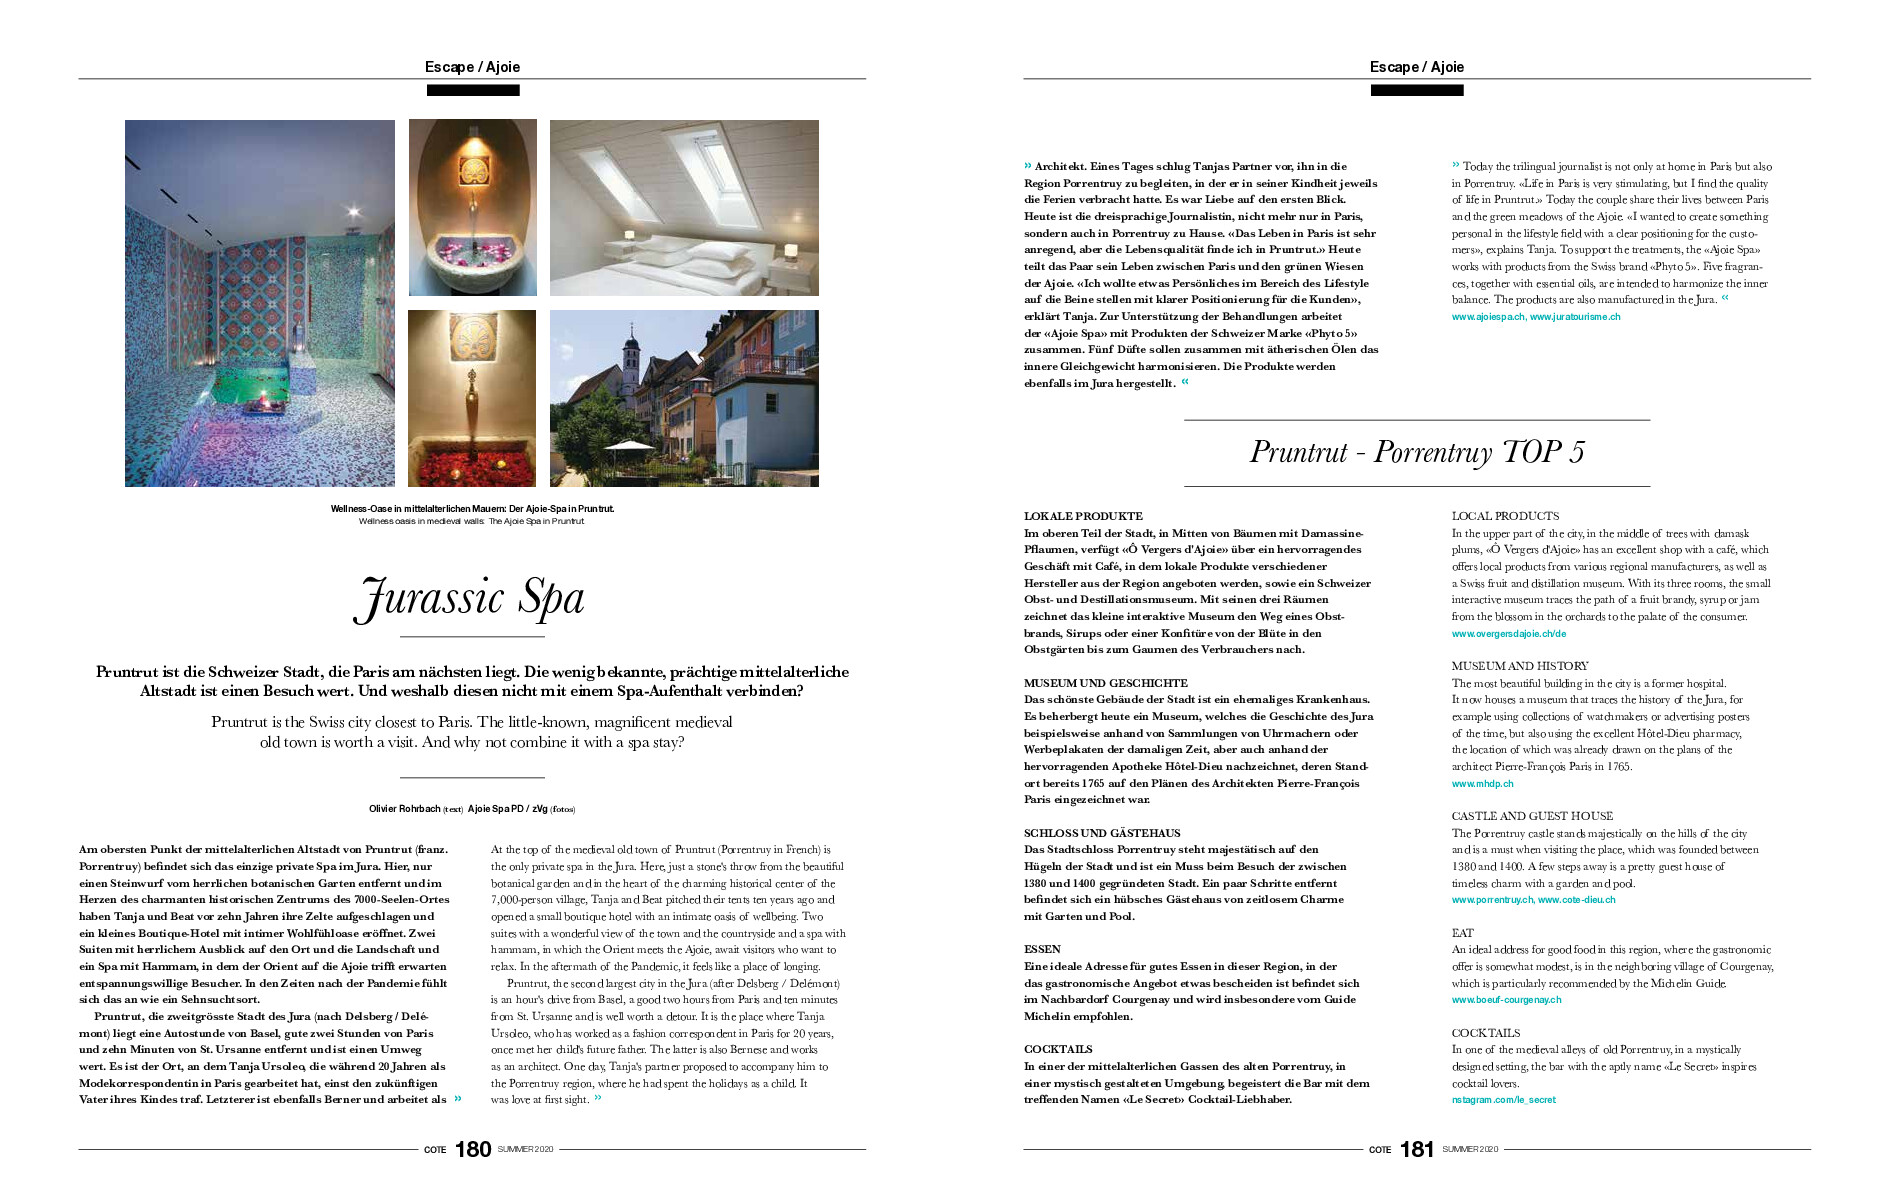 Escape / Ajoie
Wellness-Oase in mittelalterlichen Mauern: Der Ajoie-Spa in Pruntrut.
Wellness oasis in medieval walls: The Ajoie Spa in Pruntrut.
Jurassic Spa
Pruntrut ist die Schweizer Stadt, die Paris am nächsten liegt. Die wenig bekannte, prächtige mittelalterliche
Altstadt ist einen Besuch wert. Und weshalb diesen nicht mit einem Spa-Aufenthalt verbinden?
Pruntrut is the Swiss city closest to Paris. The little-known, magnificent medieval
old town is worth a visit. And why not combine it with a spa stay?
Olivier Rohrbach (text) Ajoie Spa PD / zVg (fotos)
Am obersten Punkt der mittelalterlichen Altstadt von Pruntrut (franz.
Porrentruy) befindet sich das einzige private Spa im Jura. Hier, nur
einen Steinwurf vom herrlichen botanischen Garten entfernt und im
Herzen des charmanten historischen Zentrums des 7000-Seelen-Ortes
haben Tanja und Beat vor zehn Jahren ihre Zelte aufgeschlagen und
ein kleines Boutique-Hotel mit intimer Wohlfühloase eröffnet. Zwei
Suiten mit herrlichem Ausblick auf den Ort und die Landschaft und
ein Spa mit Hammam, in dem der Orient auf die Ajoie trifft erwarten
entspannungswillige Besucher. In den Zeiten nach der Pandemie fühlt
sich das an wie ein Sehnsuchtsort.
Pruntrut, die zweitgrösste Stadt des Jura (nach Delsberg / Delé-
mont) liegt eine Autostunde von Basel, gute zwei Stunden von Paris
und zehn Minuten von St. Ursanne entfernt und ist einen Umweg
wert. Es ist der Ort, an dem Tanja Ursoleo, die während 20 Jahren als
Modekorrespondentin in Paris gearbeitet hat, einst den zukünftigen
Vater ihres Kindes traf. Letzterer ist ebenfalls Berner und arbeitet als »
At the top of the medieval old town of Pruntrut (Porrentruy in French) is
the only private spa in the Jura. Here, just a stone's throw from the beautiful
botanical garden and in the heart of the charming historical center of the
7,000-person village, Tanja and Beat pitched their tents ten years ago and
opened a small boutique hotel with an intimate oasis of wellbeing. Two
suites with a wonderful view of the town and the countryside and a spa with
hammam, in which the Orient meets the Ajoie, await visitors who want to
relax. In the aftermath of the Pandemic, it feels like a place of longing.
Pruntrut, the second largest city in the Jura (after Delsberg / Delémont)
is an hour's drive from Basel, a good two hours from Paris and ten minutes
from St. Ursanne and is well worth a detour. It is the place where Tanja
Ursoleo, who has worked as a fashion correspondent in Paris for 20 years,
once met her child's future father. The latter is also Bernese and works
as an architect. One day, Tanja's partner proposed to accompany him to
the Porrentruy region, where he had spent the holidays as a child. It
was love at first sight. »
COTE 180 SUMMER 2020
Escape / Ajoie
» Architekt. Eines Tages schlug Tanjas Partner vor, ihn in die
Region Porrentruy zu begleiten, in der er in seiner Kindheit jeweils
die Ferien verbracht hatte. Es war Liebe auf den ersten Blick.
Heute ist die dreisprachige Journalistin, nicht mehr nur in Paris,
sondern auch in Porrentruy zu Hause. «Das Leben in Paris ist sehr
anregend, aber die Lebensqualität finde ich in Pruntrut.» Heute
teilt das Paar sein Leben zwischen Paris und den grünen Wiesen
der Ajoie. «Ich wollte etwas Persönliches im Bereich des Lifestyle
auf die Beine stellen mit klarer Positionierung für die Kunden»,
erklärt Tanja. Zur Unterstützung der Behandlungen arbeitet
der «Ajoie Spa» mit Produkten der Schweizer Marke «Phyto 5»
zusammen. Fünf Düfte sollen zusammen mit ätherischen Ölen das
innere Gleichgewicht harmonisieren. Die Produkte werden
ebenfalls im Jura hergestellt. «
» Today the trilingual journalist is not only at home in Paris but also
in Porrentruy. «Life in Paris is very stimulating, but I find the quality
of life in Pruntrut.» Today the couple share their lives between Paris
and the green meadows of the Ajoie. «I wanted to create something
personal in the lifestyle field with a clear positioning for the custo-
mers», explains Tanja. To support the treatments, the «Ajoie Spa»
works with products from the Swiss brand «Phyto 5». Five fragran-
ces, together with essential oils, are intended to harmonize the inner
balance. The products are also manufactured in the Jura. «
www.ajoiespa.ch, www.juratourisme.ch
Pruntrut - Porrentruy TOP 5
LOKALE PRODUKTE
Im oberen Teil der Stadt, in Mitten von Bäumen mit Damassine-
Pflaumen, verfügt «Ô Vergers d'Ajoie» über ein hervorragendes
Geschäft mit Café, in dem lokale Produkte verschiedener
Hersteller aus der Region angeboten werden, sowie ein Schweizer
Obst- und Destillationsmuseum. Mit seinen drei Räumen
zeichnet das kleine interaktive Museum den Weg eines Obst-
brands, Sirups oder einer Konfitüre von der Blüte in den
Obstgärten bis zum Gaumen des Verbrauchers nach.
MUSEUM UND GESCHICHTE
Das schönste Gebäude der Stadt ist ein ehemaliges Krankenhaus.
Es beherbergt heute ein Museum, welches die Geschichte des Jura
beispielsweise anhand von Sammlungen von Uhrmachern oder
Werbeplakaten der damaligen Zeit, aber auch anhand der
hervorragenden Apotheke Hôtel-Dieu nachzeichnet, deren Stand-
ort bereits 1765 auf den Plänen des Architekten Pierre-François
Paris eingezeichnet war.
SCHLOSS UND GÄSTEHAUS
Das Stadtschloss Porrentruy steht majestätisch auf den
Hügeln der Stadt und ist ein Muss beim Besuch der zwischen
1380 und 1400 gegründeten Stadt. Ein paar Schritte entfernt
befindet sich ein hübsches Gästehaus von zeitlosem Charme
mit Garten und Pool.
ESSEN
Eine ideale Adresse für gutes Essen in dieser Region, in der
das gastronomische Angebot etwas bescheiden ist befindet sich
im Nachbardorf Courgenay und wird insbesondere vom Guide
Michelin empfohlen.
COCKTAILS
In einer der mittelalterlichen Gassen des alten Porrentruy, in
einer mystisch gestalteten Umgebung, begeistert die Bar mit dem
treffenden Namen «Le Secret» Cocktail-Liebhaber.
LOCAL PRODUCTS
In the upper part of the city, in the middle of trees with damask
plums, «Ô Vergers d'Ajoie» has an excellent shop with a café, which
offers local products from various regional manufacturers, as well as
a Swiss fruit and distillation museum. With its three rooms, the small
interactive museum traces the path of a fruit brandy, syrup or jam
from the blossom in the orchards to the palate of the consumer.
www.overgersdajoie.ch/de
MUSEUM AND HISTORY
The most beautiful building in the city is a former hospital.
It now houses a museum that traces the history of the Jura, for
example using collections of watchmakers or advertising posters
of the time, but also using the excellent Hôtel-Dieu pharmacy,
the location of which was already drawn on the plans of the
architect Pierre-François Paris in 1765.
www.mhdp.ch
CASTLE AND GUEST HOUSE
The Porrentruy castle stands majestically on the hills of the city
and is a must when visiting the place, which was founded between
1380 and 1400. A few steps away is a pretty guest house of
timeless charm with a garden and pool.
www.porrentruy.ch, www.cote-dieu.ch
EAT
An ideal address for good food in this region, where the gastronomic
offer is somewhat modest, is in the neighboring village of Courgenay,
which is particularly recommended by the Michelin Guide.
www.boeuf-courgenay.ch
COCKTAILS
In one of the medieval alleys of old Porrentruy, in a mystically
designed setting, the bar with the aptly name «Le Secret» inspires
cocktail lovers.
nstagram.com/le_secret
COTE 181 SUMMER 2020